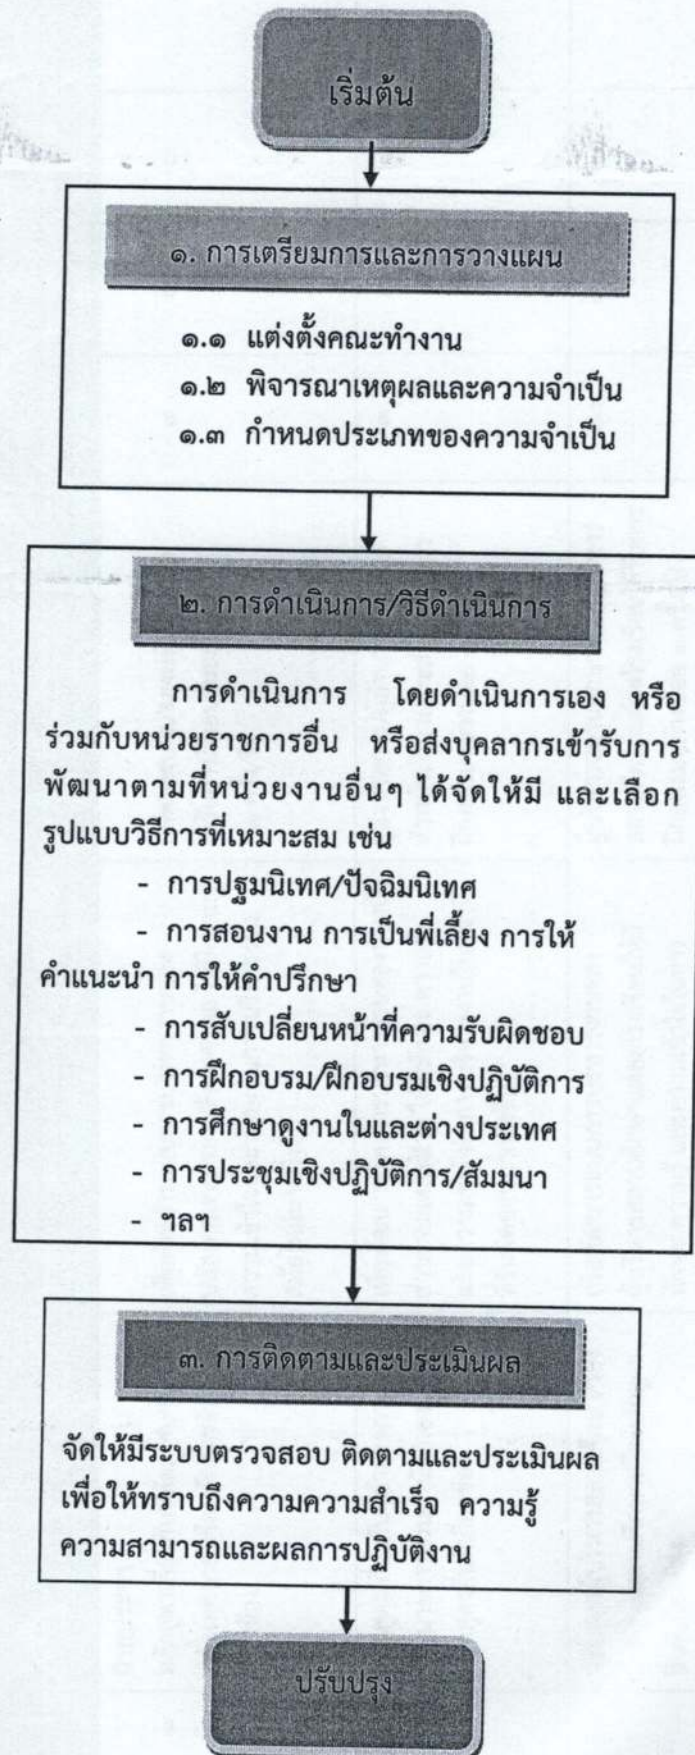 เริ่มต้น
๑. การเตรียมการและการวางแผน
๑.๑ แต่งตั้งคณะทำงาน
๑.๒ พิจารณาเหตุผลและความจำเป็น
๑.๓ กำหนดประเภทของความจำเป็น
๒. การดำเนินการ/วิธีดำเนินการ
การดำเนินการ โดยดำเนินการเอง หรือ
ร่วมกับหน่วยราชการอื่น หรือส่งบุคลากรเข้ารับการ
พัฒนาตามที่หน่วยงานอื่นๆ ได้จัดให้มี และเลือก
รูปแบบวิธีการที่เหมาะสม เช่น
- การปฐมนิเทศ/ปัจฉิมนิเทศ
- การสอนงาน การเป็นพี่เลี้ยง การให้
คำแนะนำ การให้คำปรึกษา
- การสับเปลี่ยนหน้าที่ความรับผิดชอบ
- การฝึกอบรม/ฝึกอบรมเชิงปฏิบัติการ
- การศึกษาดูงานในและต่างประเทศ
- การประชุมเชิงปฏิบัติการ/สัมมนา
- ฯลฯ
๓. การติดตามและประเมินผล
จัดให้มีระบบตรวจสอบ ติดตามและประเมินผล
เพื่อให้ทราบถึงความความสำเร็จ ความรู้
ความสามารถและผลการปฏิบัติงาน
ปรับปรุง